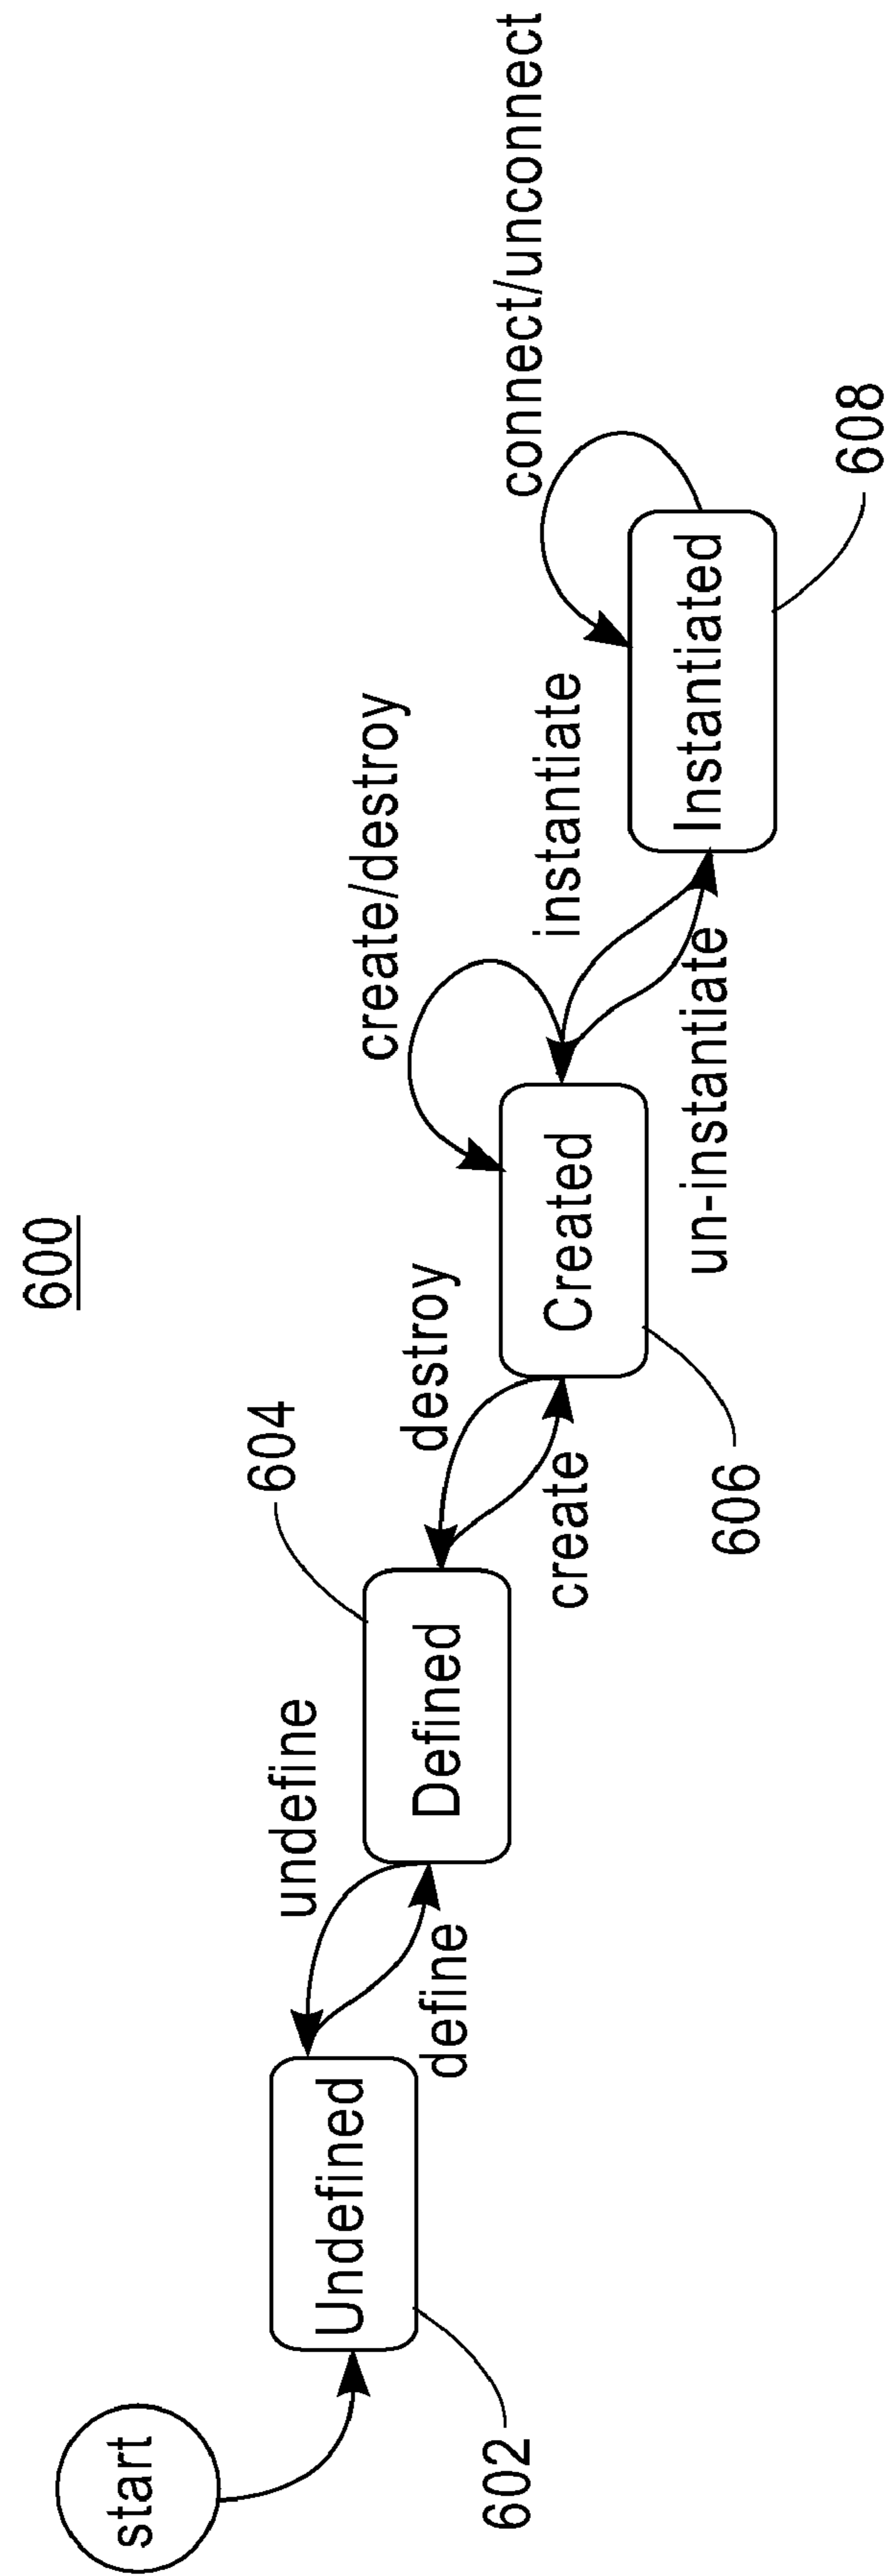 600
start
Undefined
602
undefine
define
604
Defined
destroy
create
Created
606
create/destroy
instantiate
un-instantiate
Instantiated
608
connect/unconnect